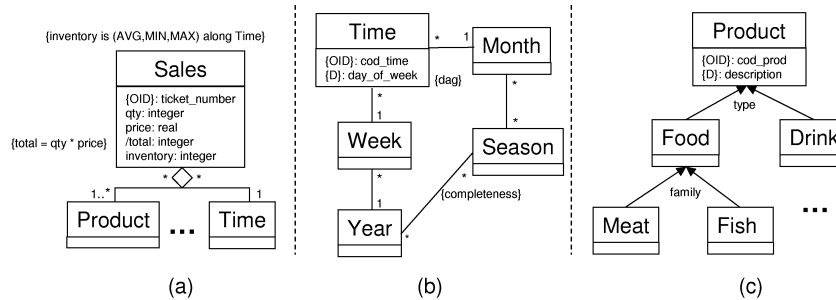 {inventory is (AVG,MIN,MAX) along Time}
Sales
{OID}: ticket_number
qty: integer
price: real
/total: integer
inventory: integer
{total = qty * price}
* *
1..* 1
Product ... Time
(a)
Time
{OID}: cod_time
{D}: day_of_week
* 1
Month
{dag}
*
1
*
*
Week
Season
*
1
*
{completeness}
Year
*
(b)
Product
{OID}: cod_prod
{D}: description
type
Food
Drink
family
Meat
Fish
...
(c)